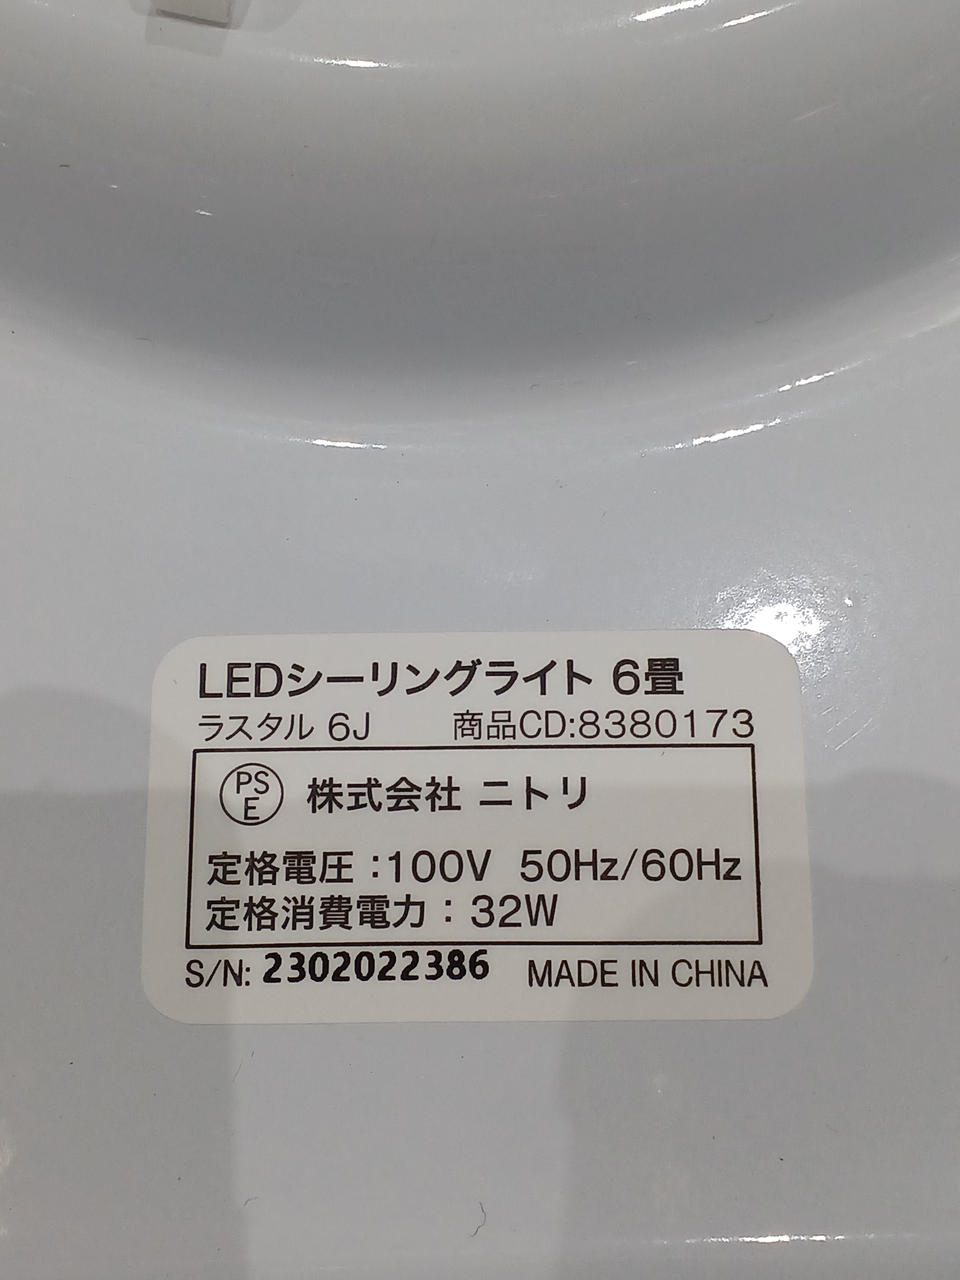 LEDシーリングライト 6畳
ラスタル 6J 商品CD:8380173
PSE 株式会社 ニトリ
定格電圧:100V 50Hz/60Hz
定格消費電力:32W
S/N: 2302022386 MADE IN CHINA